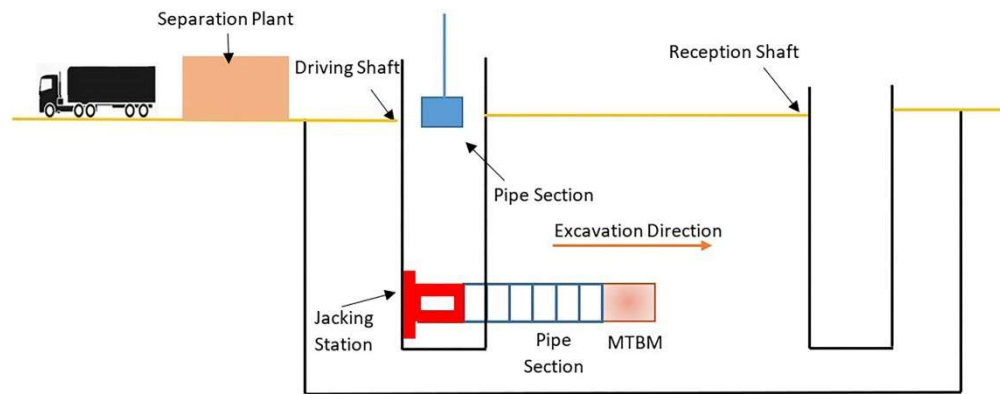 Separation Plant
Driving Shaft
Reception Shaft
Pipe Section
Excavation Direction
Jacking
Station
Pipe
Section
MTBM